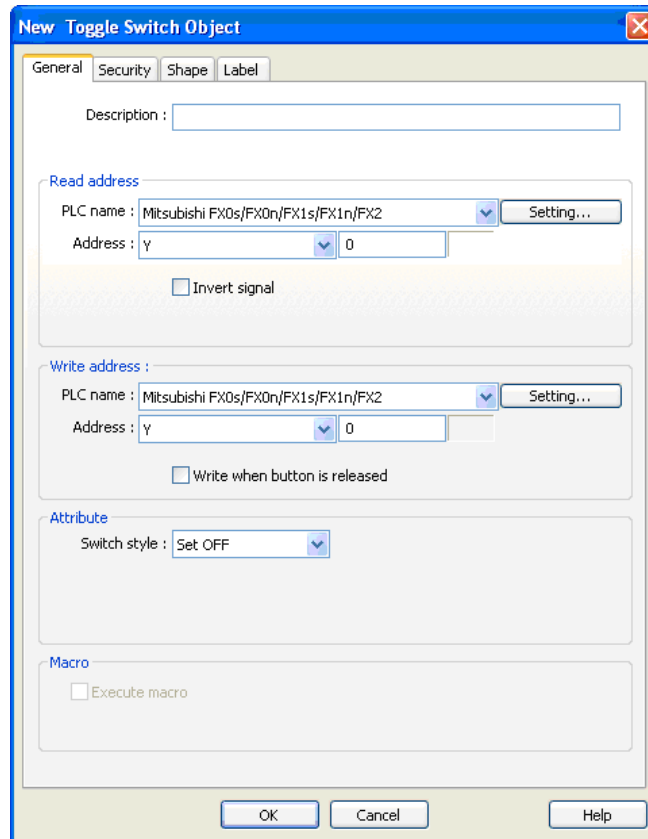 New Toggle Switch Object
General Security Shape Label
Description :
Read address
PLC name : Mitsubishi FX0s/FX0n/FX1s/FX1n/FX2 Setting...
Address : Y 0
Invert signal
Write address :
PLC name : Mitsubishi FX0s/FX0n/FX1s/FX1n/FX2 Setting...
Address : Y 0
Write when button is released
Attribute
Switch style : Set OFF
Macro
Execute macro
OK Cancel Help